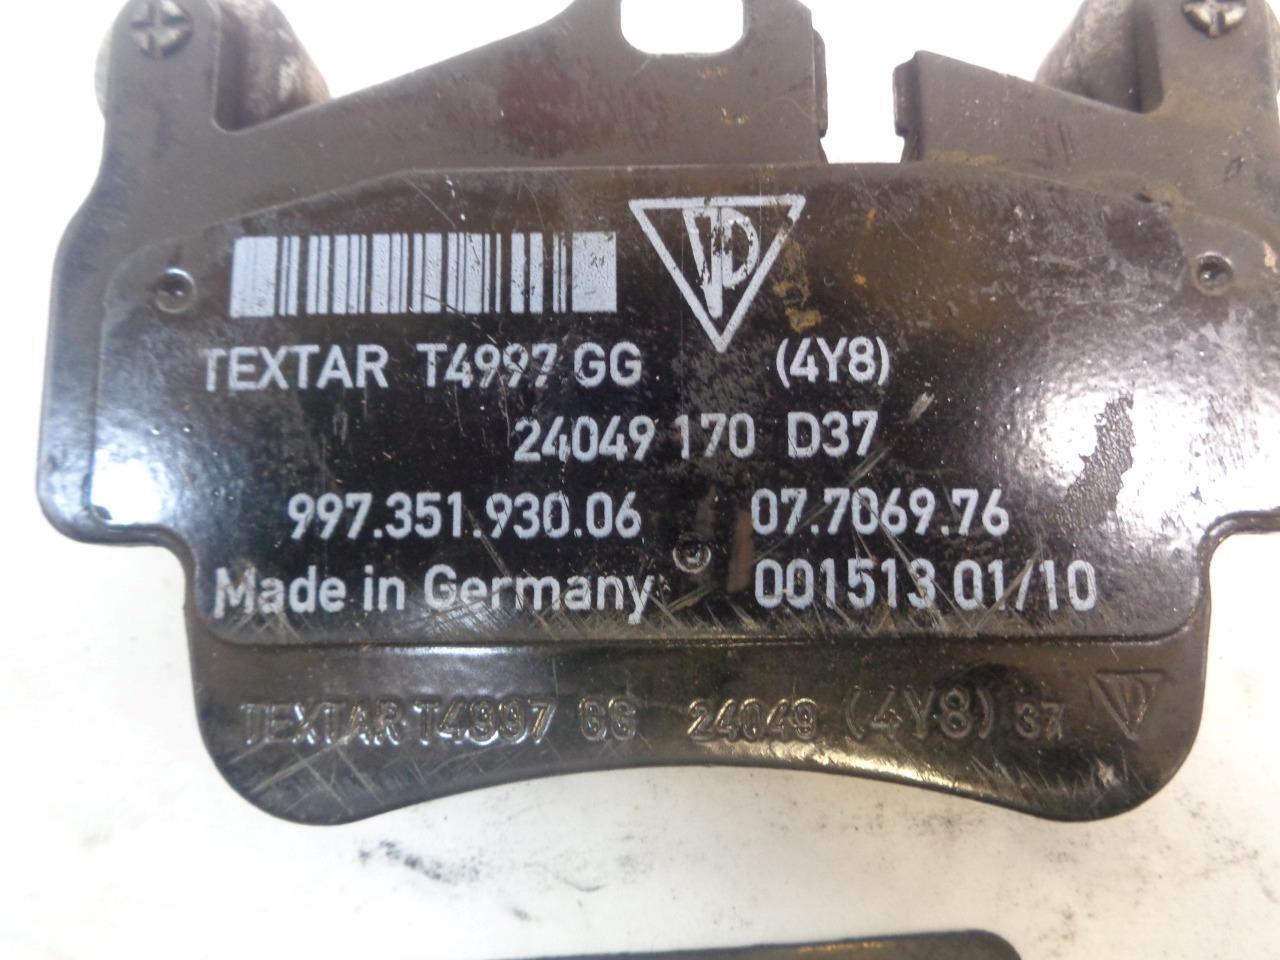 TEXTAR T4997 GG (4Y8)
24049 170 D37
997.351.930.06 07.7069.76
Made in Germany 001513 01/10
TEXTAR T4997 GG 24049 (4Y8) 37